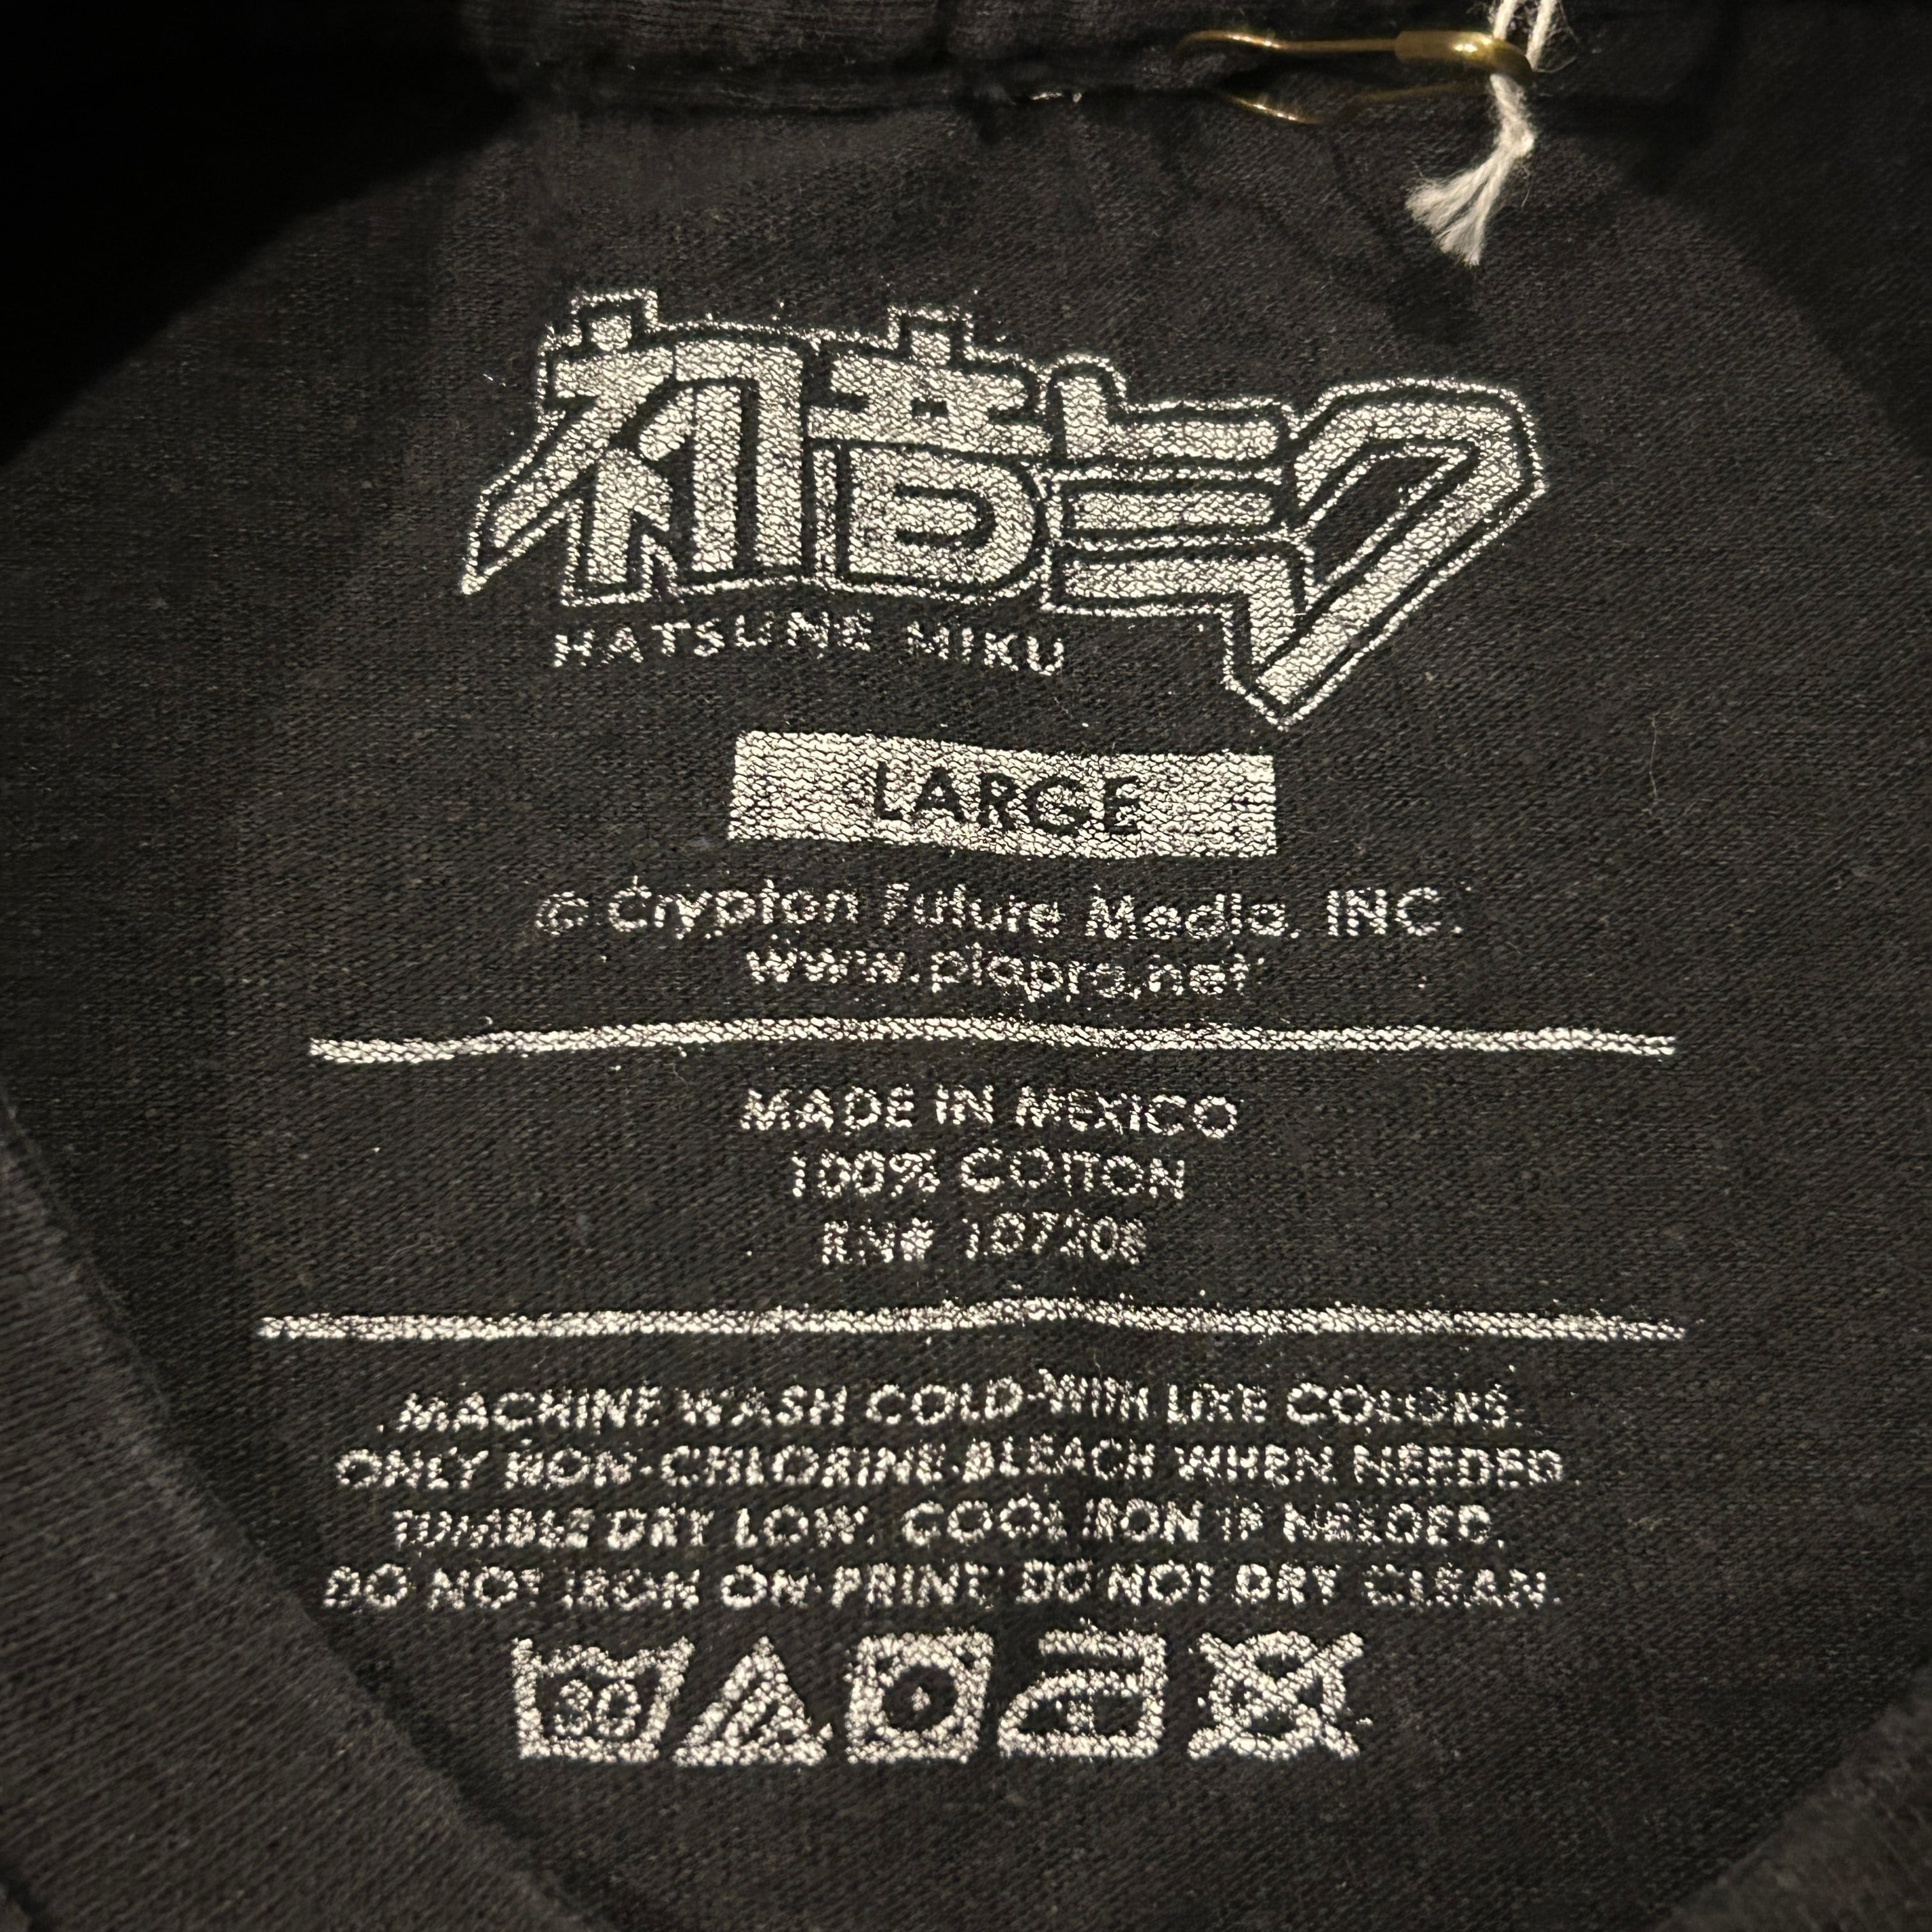 初音ミク
HATSUNE MIKU
LARGE
© Crypton Future Media, INC.
www.piapro.net
MADE IN MEXICO
100% COTTON
RN#
MACHINE WASH COLD WITH LIKE COLORS.
ONLY NON-CHLORINE BLEACH WHEN NEEDED.
TUMBLE DRY LOW. COOL IRON IF NEEDED.
DO NOT IRON ON PRINT. DO NOT DRY CLEAN.
30